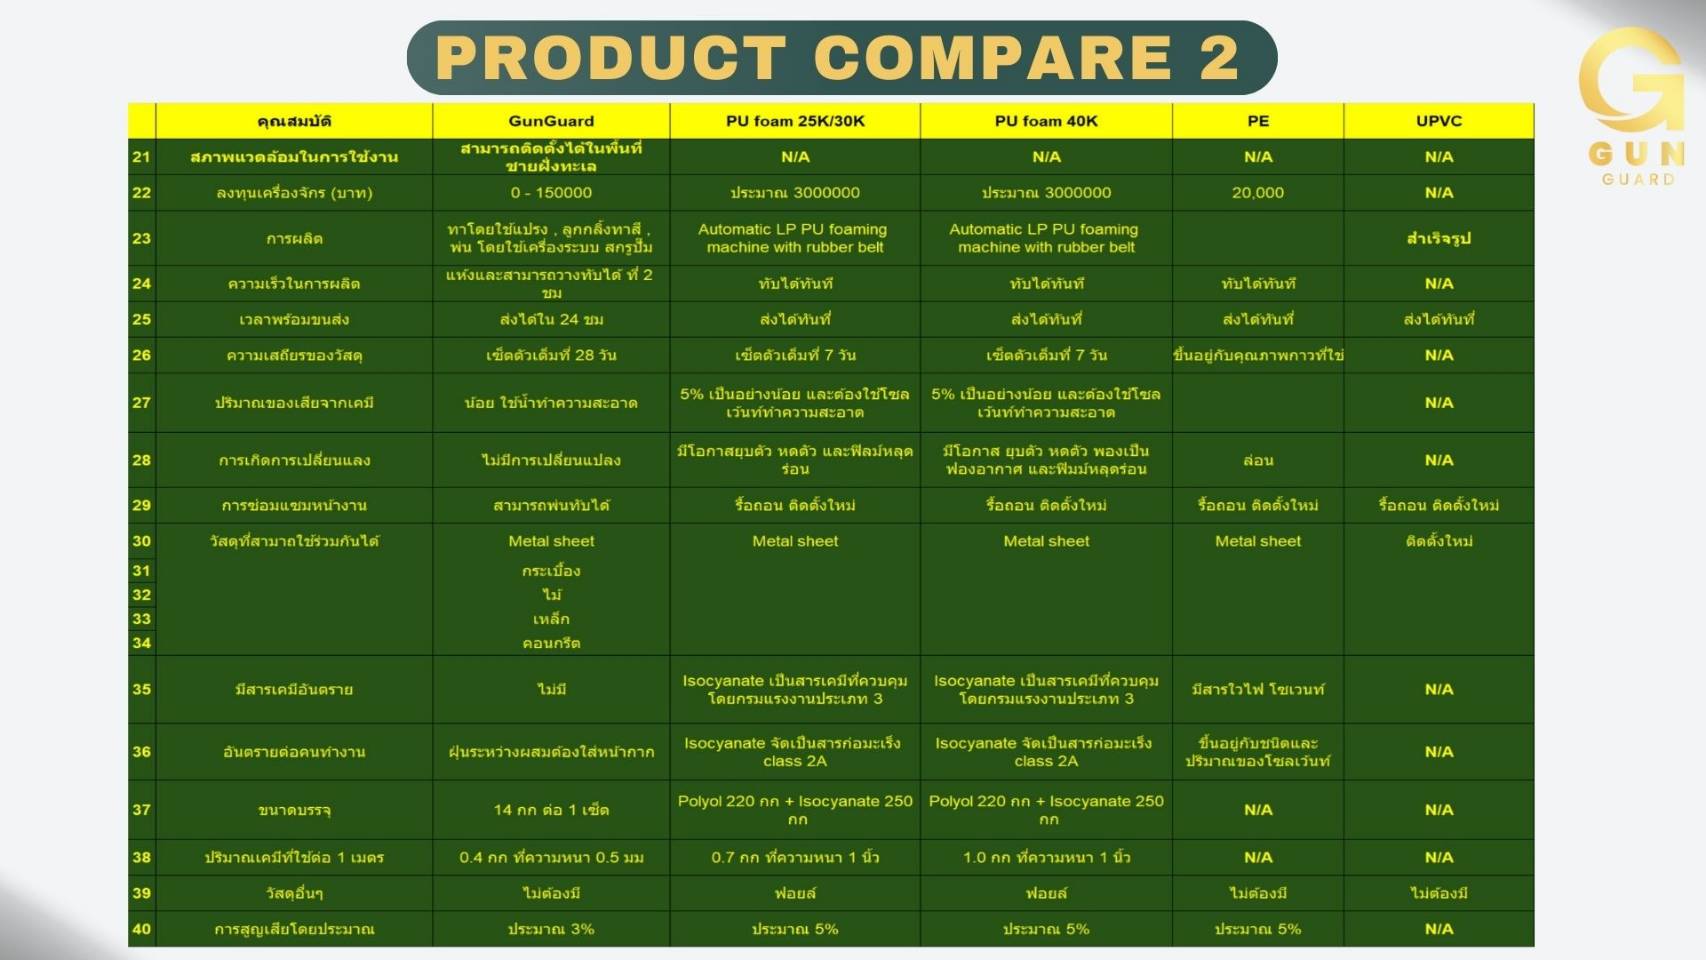 PRODUCT COMPARE 2
GUN
GUARD
คุณสมบัติ GunGuard PU foam 25K/30K PU foam 40K PE UPVC
21 สภาพแวดล้อมในการใช้งาน สามารถติดตั้งได้ในพื้นที่ชายฝั่งทะเล N/A N/A N/A N/A
22 ลงทุนเครื่องจักร (บาท) 0 - 150000 ประมาณ 3000000 ประมาณ 3000000 20,000 N/A
23 การผลิต ทาโดยใช้แปรง , ลูกกลิ้งทาสี , พ่น โดยใช้เครื่องระบบ สกรูปั๊ม Automatic LP PU foaming machine with rubber belt Automatic LP PU foaming machine with rubber belt สำเร็จรูป
24 ความเร็วในการผลิต แห้งและสามารถวางทับได้ ที่ 2 ชม ทับได้ทันที ทับได้ทันที ทับได้ทันที N/A
25 เวลาพร้อมขนส่ง ส่งได้ใน 24 ชม ส่งได้ทันที่ ส่งได้ทันที่ ส่งได้ทันที่ ส่งได้ทันที่
26 ความเสถียรของวัสดุ เซ็ตตัวเต็มที่ 28 วัน เซ็ตตัวเต็มที่ 7 วัน เซ็ตตัวเต็มที่ 7 วัน ขึ้นอยู่กับคุณภาพกาวที่ใช้ N/A
27 ปริมาณของเสียจากเคมี น้อย ใช้น้ำทำความสะอาด 5% เป็นอย่างน้อย และต้องใช้โซลเว้นท์ทำความสะอาด 5% เป็นอย่างน้อย และต้องใช้โซลเว้นท์ทำความสะอาด N/A
28 การเกิดการเปลี่ยนแลง ไม่มีการเปลี่ยนแปลง มีโอกาสยุบตัว หดตัว และฟิลม์หลุดร่อน มีโอกาส ยุบตัว หดตัว พองเป็นฟองอากาศ และฟิมม์หลุดร่อน ล่อน N/A
29 การซ่อมแซมหน้างาน สามารถพ่นทับได้ รื้อถอน ติดตั้งใหม่ รื้อถอน ติดตั้งใหม่ รื้อถอน ติดตั้งใหม่ รื้อถอน ติดตั้งใหม่
30 วัสดุที่สามาถใช้ร่วมกันได้ Metal sheet Metal sheet Metal sheet Metal sheet ติดตั้งใหม่
31 กระเบื้อง
32 ไม้
33 เหล็ก
34 คอนกรีต
35 มีสารเคมีอันตราย ไม่มี Isocyanate เป็นสารเคมีที่ควบคุมโดยกรมแรงงานประเภท 3 Isocyanate เป็นสารเคมีที่ควบคุมโดยกรมแรงงานประเภท 3 มีสารไวไฟ โซเวนท์ N/A
36 อันตรายต่อคนทำงาน ฝุ่นระหว่างผสมต้องใส่หน้ากาก Isocyanate จัดเป็นสารก่อมะเร็ง class 2A Isocyanate จัดเป็นสารก่อมะเร็ง class 2A ขึ้นอยู่กับชนิดและปริมาณของโซลเว้นท์ N/A
37 ขนาดบรรจุ 14 กก ต่อ 1 เซ็ต Polyol 220 กก + Isocyanate 250 กก Polyol 220 กก + Isocyanate 250 กก N/A N/A
38 ปริมาณเคมีที่ใช้ต่อ 1 เมตร 0.4 กก ที่ความหนา 0.5 มม 0.7 กก ที่ความหนา 1 นิ้ว 1.0 กก ที่ความหนา 1 นิ้ว N/A N/A
39 วัสดุอื่นๆ ไม่ต้องมี ฟอยล์ ฟอยล์ ไม่ต้องมี ไม่ต้องมี
40 การสูญเสียโดยประมาณ ประมาณ 3% ประมาณ 5% ประมาณ 5% ประมาณ 5% N/A